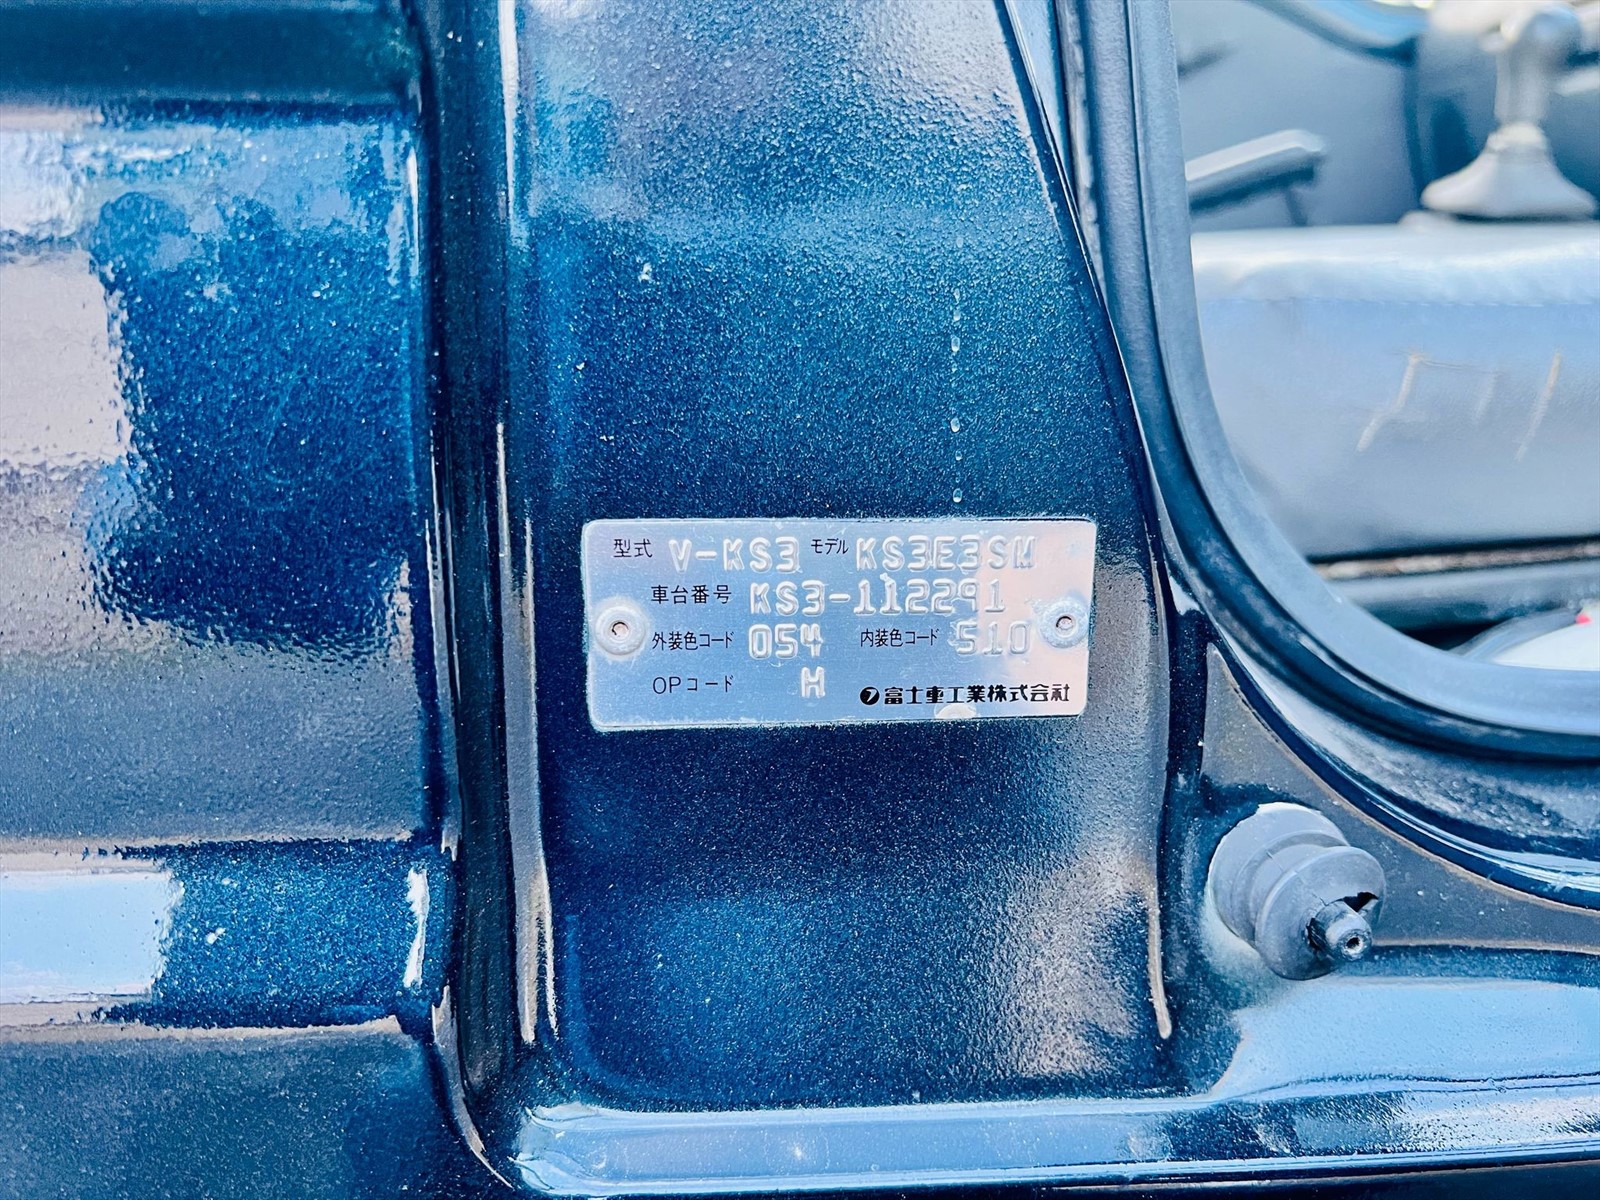 型式 V-KS3 モデル KS3E3SM
車台番号 KS3-112291
外装色コード 054 内装色コード 510
OPコード H 富士重工業株式会社